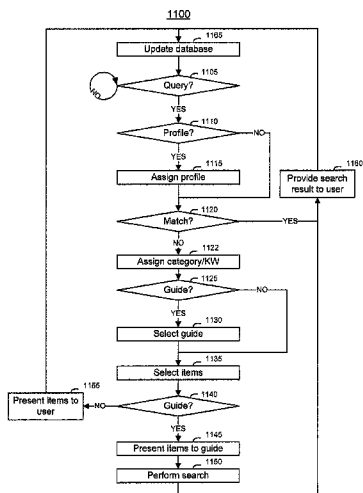 1100
1165
Update database
1105
Query?
NO
YES
1110
Profile?
NO
YES
1115
Assign profile
1160
Provide search
result to user
1120
Match?
YES
NO
1122
Assign category/KW
1125
Guide?
NO
YES
1130
Select guide
1135
Select items
1155
Present items to
user
1140
Guide?
NO
YES
1145
Present items to guide
1150
Perform search